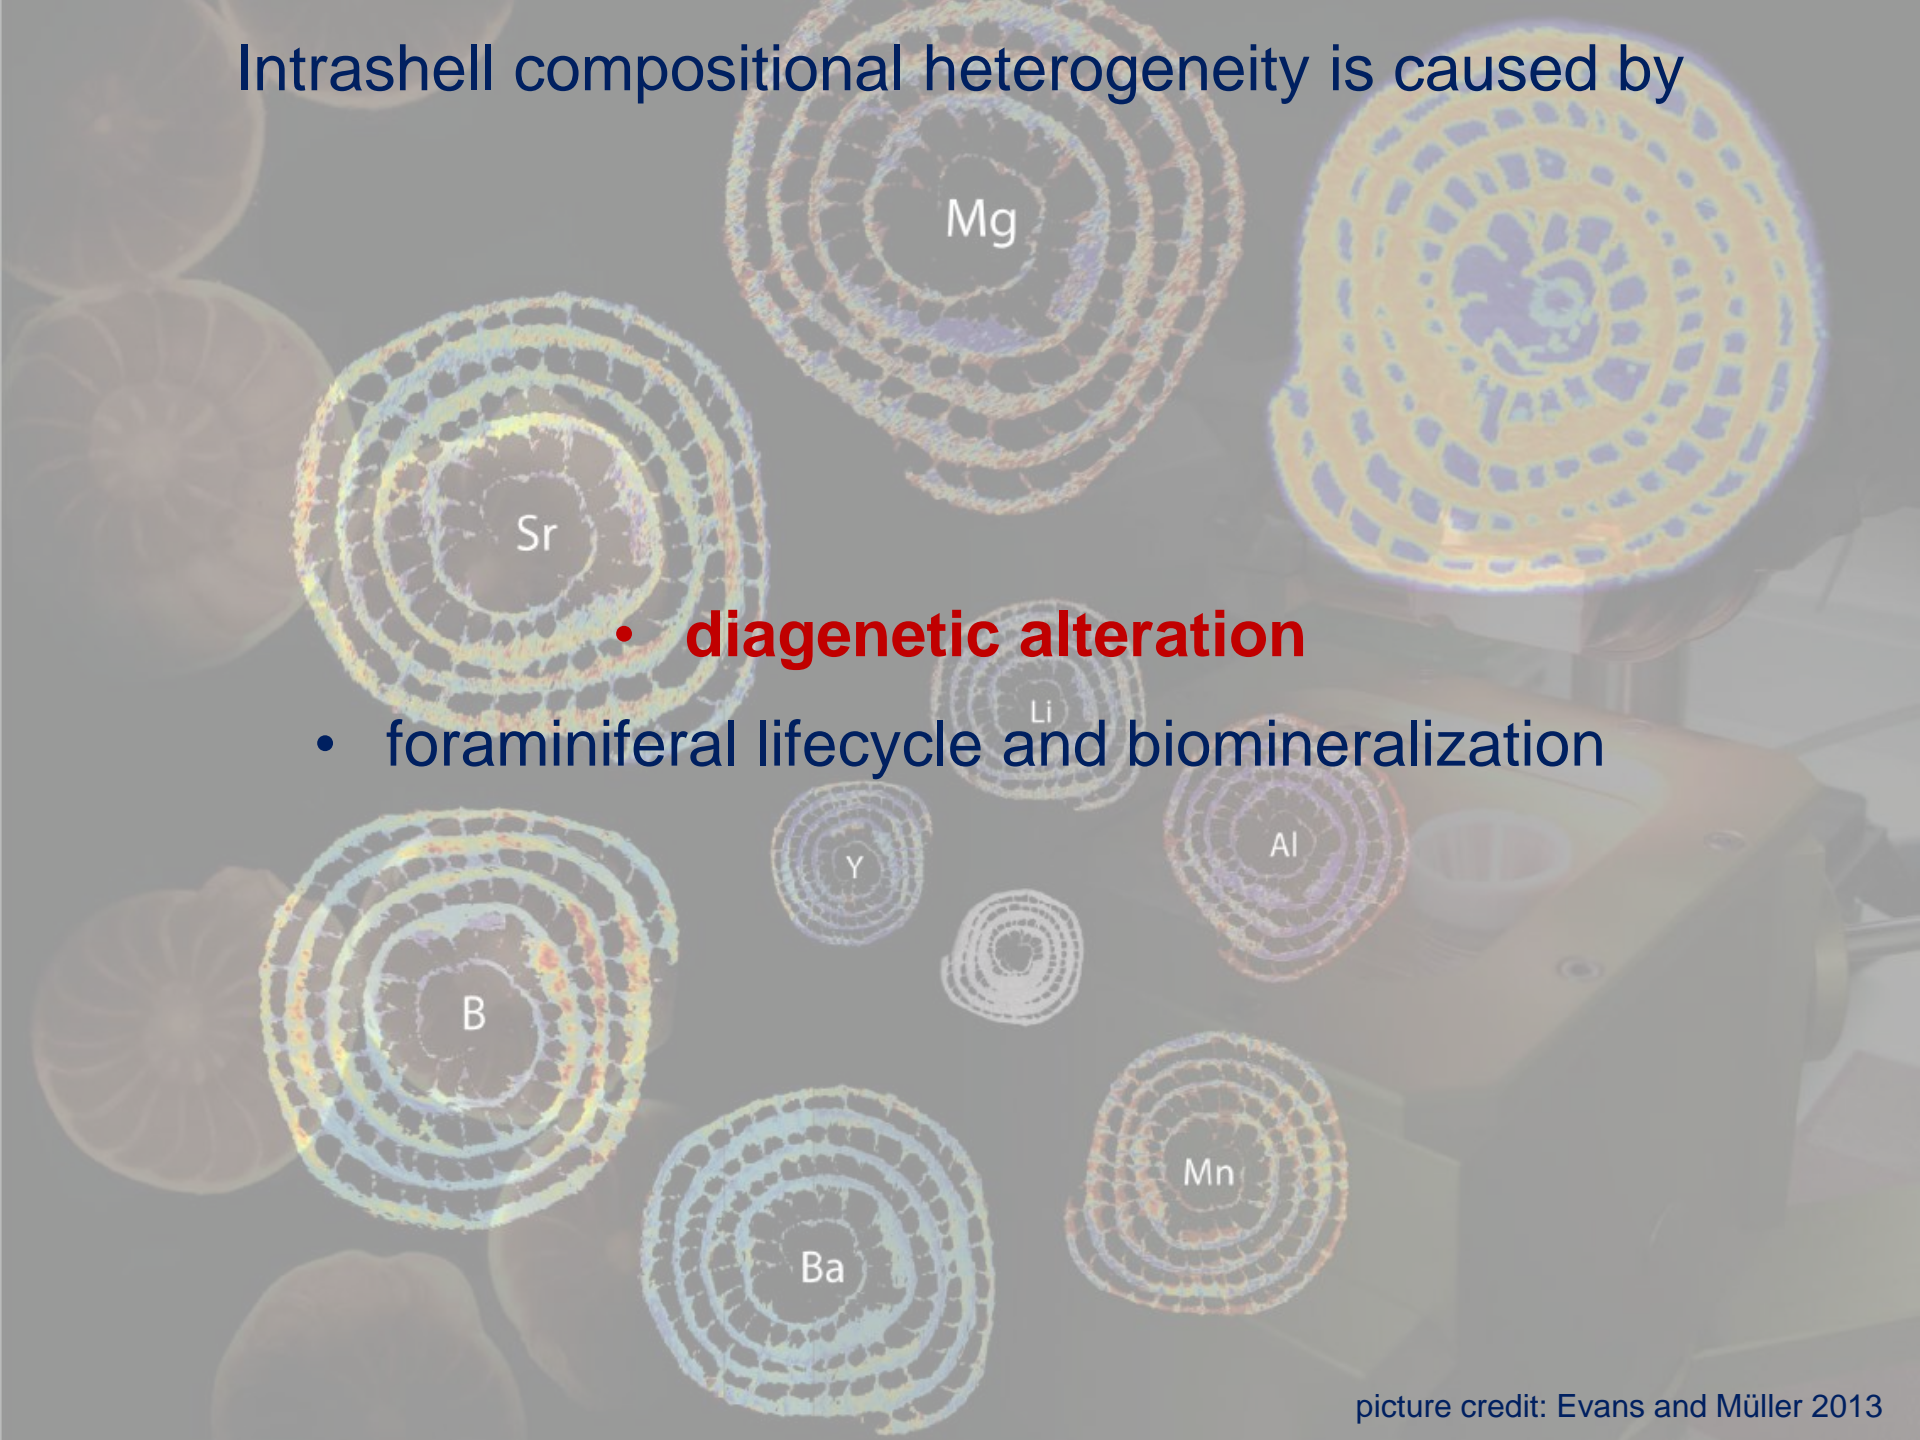 Intrashell compositional heterogeneity is caused by
Mg
Sr
• diagenetic alteration
Li
• foraminiferal lifecycle and biomineralization
Y
Al
B
Mn
Ba
picture credit: Evans and Müller 2013